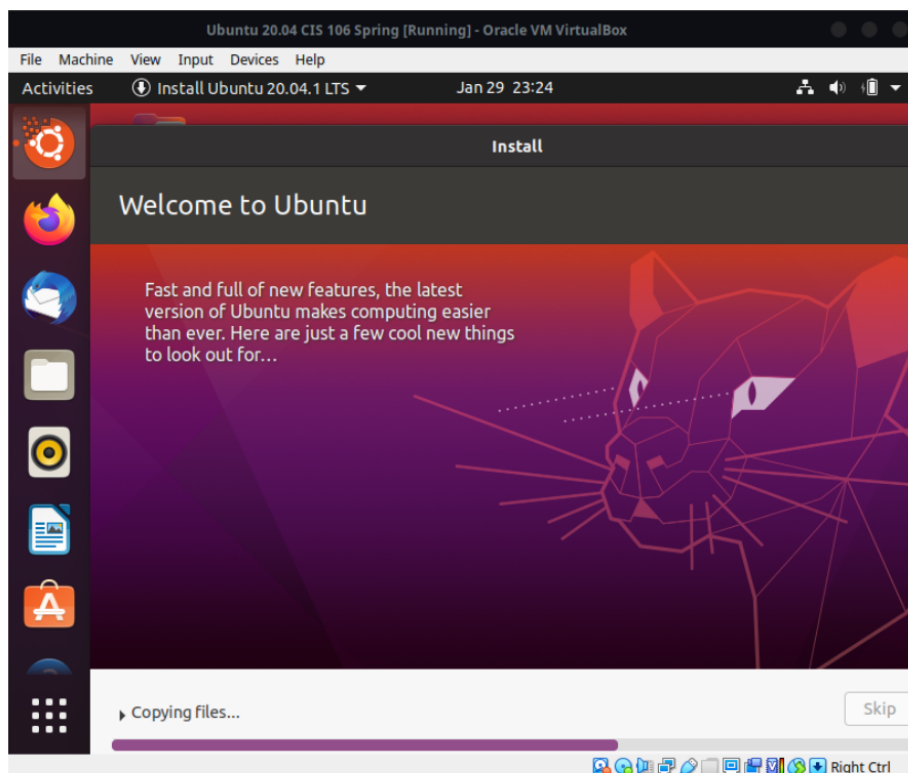 Ubuntu 20.04 CIS 106 Spring [Running] - Oracle VM VirtualBox
File Machine View Input Devices Help
Activities Install Ubuntu 20.04.1 LTS Jan 29 23:24
Install
Welcome to Ubuntu
Fast and full of new features, the latest
version of Ubuntu makes computing easier
than ever. Here are just a few cool new things
to look out for...
Copying files... Skip
Right Ctrl